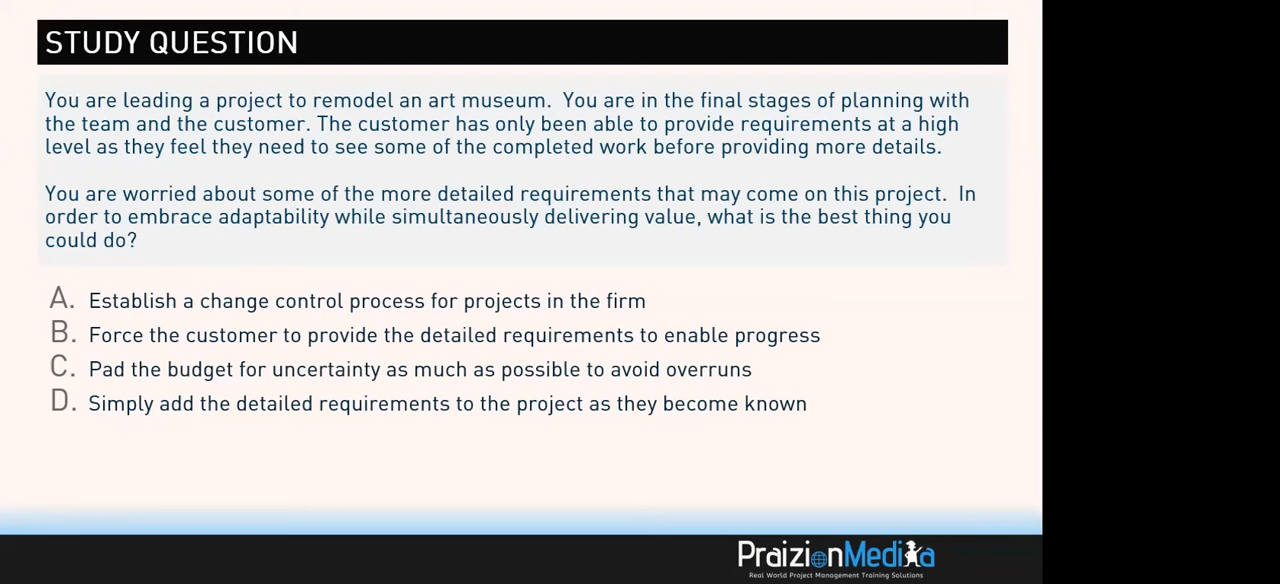 STUDY QUESTION
You are leading a project to remodel an art museum. You are in the final stages of planning with
the team and the customer. The customer has only been able to provide requirements at a high
level as they feel they need to see some of the completed work before providing more details.
You are worried about some of the more detailed requirements that may come on this project. In
order to embrace adaptability while simultaneously delivering value, what is the best thing you
could do?
A. Establish a change control process for projects in the firm
B. Force the customer to provide the detailed requirements to enable progress
C. Pad the budget for uncertainty as much as possible to avoid overruns
D. Simply add the detailed requirements to the project as they become known
PraizionMedia
Real World Project Management Training Solutions